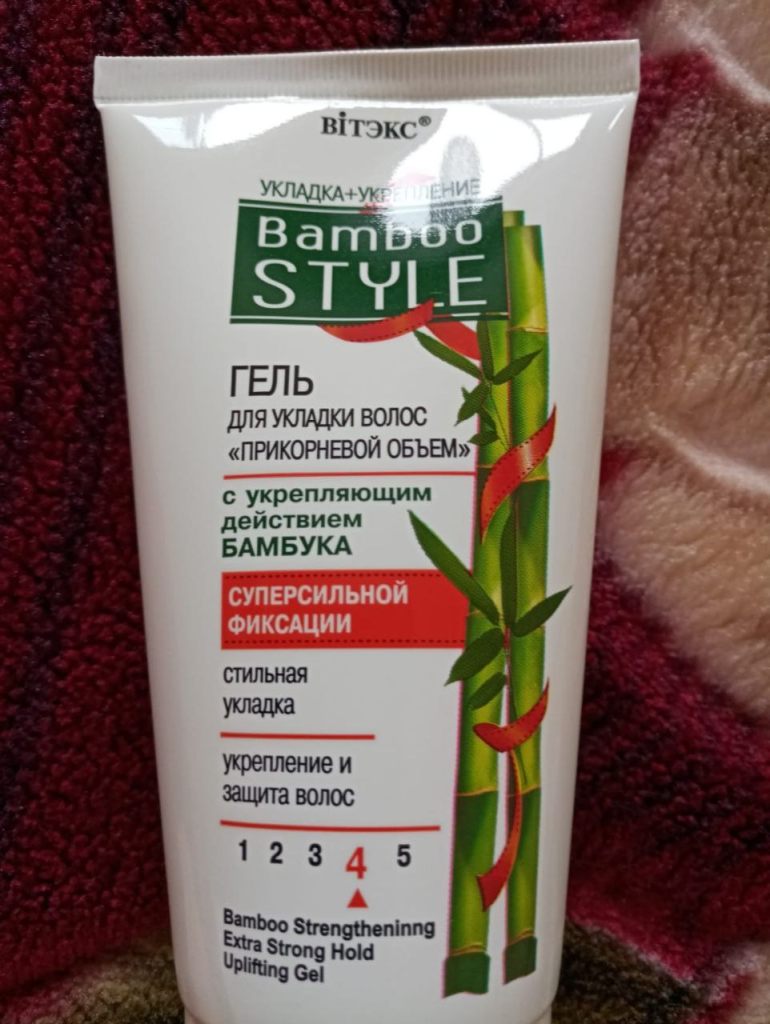 ВІТЭКС®
УКЛАДКА+УКРЕПЛЕНИЕ
Bamboo
STYLE
ГЕЛЬ
ДЛЯ УКЛАДКИ ВОЛОС
«ПРИКОРНЕВОЙ ОБЪЕМ»
с укрепляющим
действием
БАМБУКА
СУПЕРСИЛЬНОЙ
ФИКСАЦИИ
стильная
укладка
укрепление и
защита волос
1 2 3 4 5
Bamboo Strengtheninng
Extra Strong Hold
Uplifting Gel